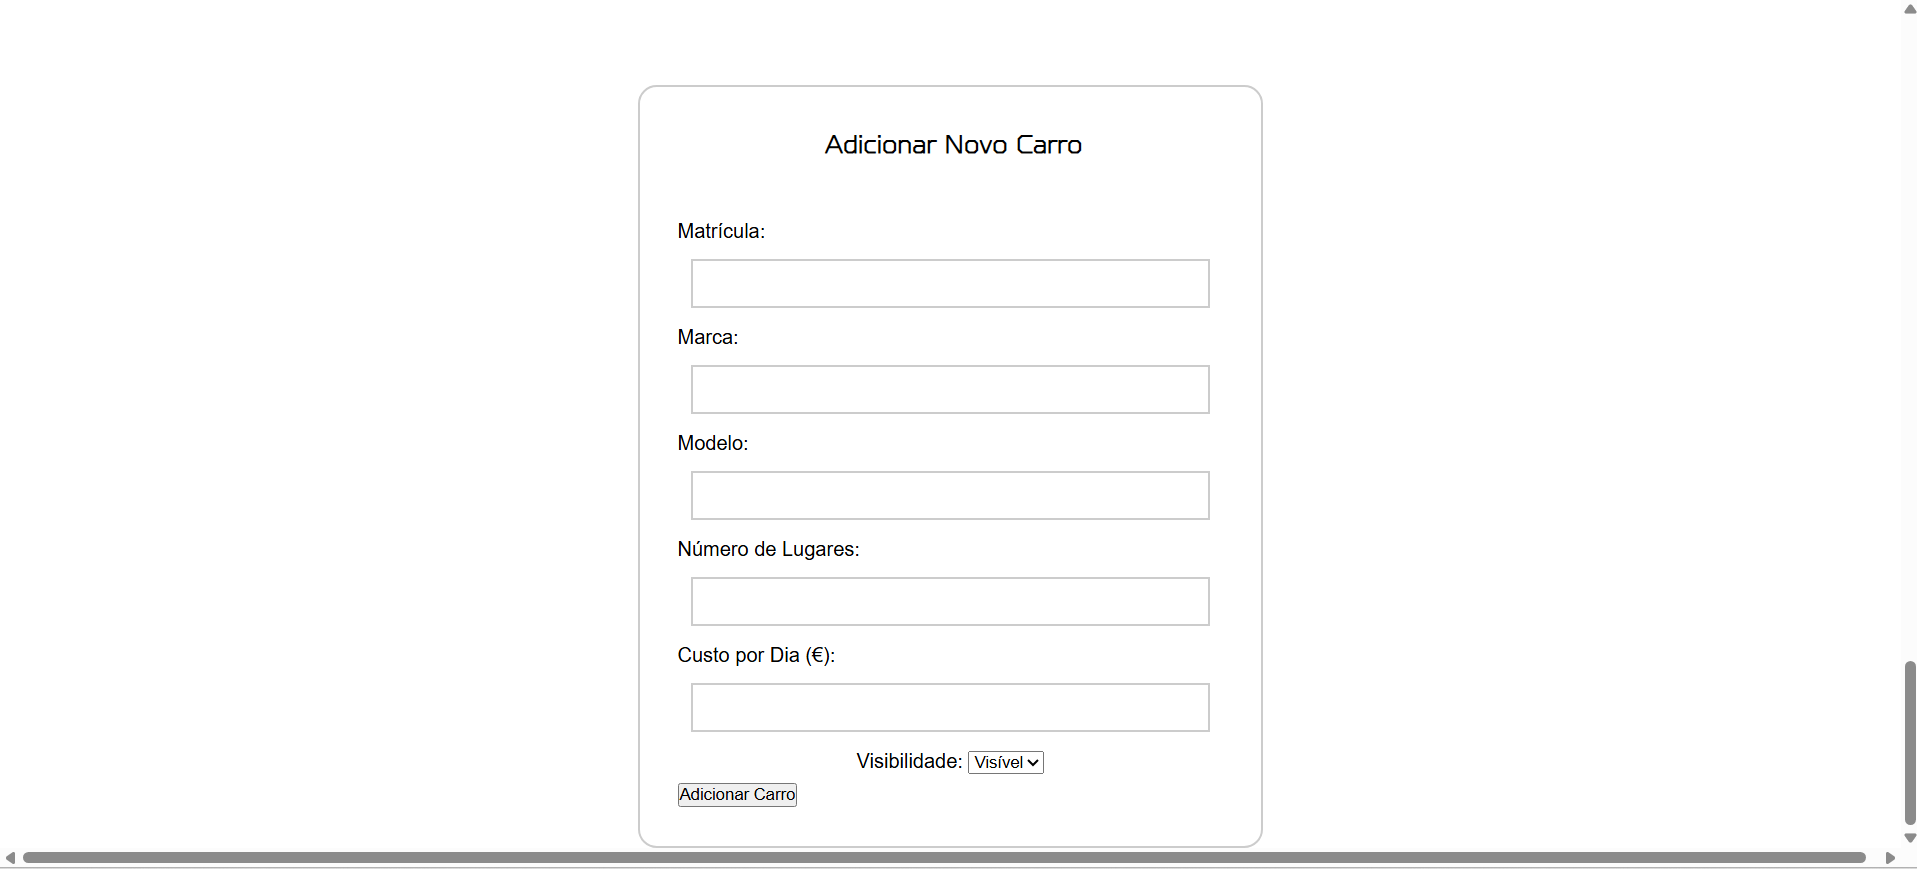 Adicionar Novo Carro
Matrícula:
Marca:
Modelo:
Número de Lugares:
Custo por Dia (€):
Visibilidade: Visível
Adicionar Carro